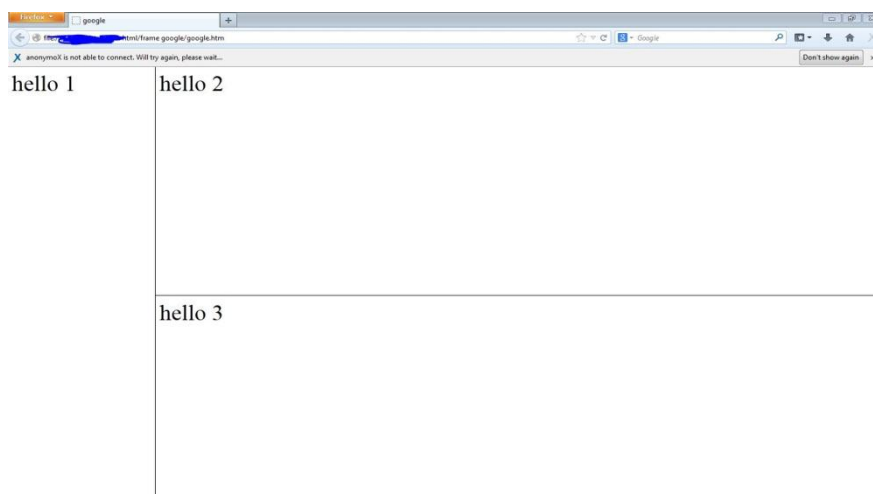 Firefox
google
+
html/frame google/google.htm
Google
anonymoX is not able to connect. Will try again, please wait...
Don't show again
hello 1
hello 2
hello 3